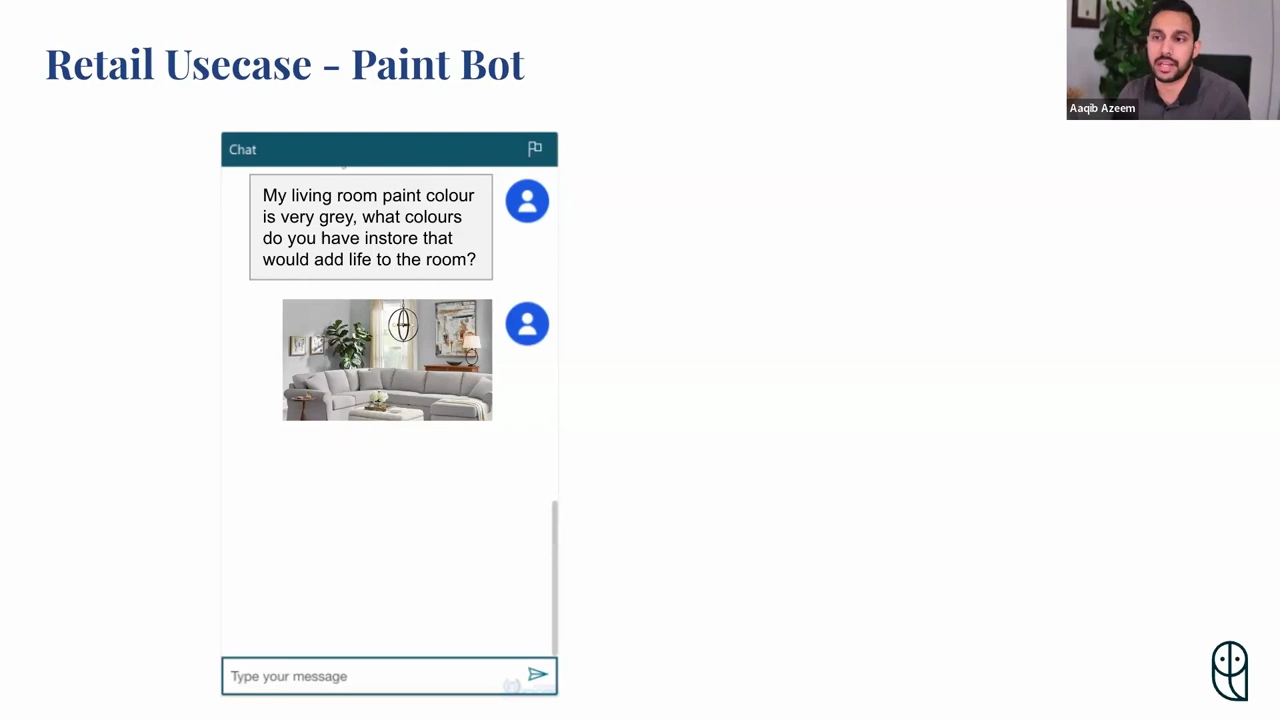 Retail Usecase - Paint Bot
Aaqib Azeem
Chat
My living room paint colour
is very grey, what colours
do you have instore that
would add life to the room?
Type your message